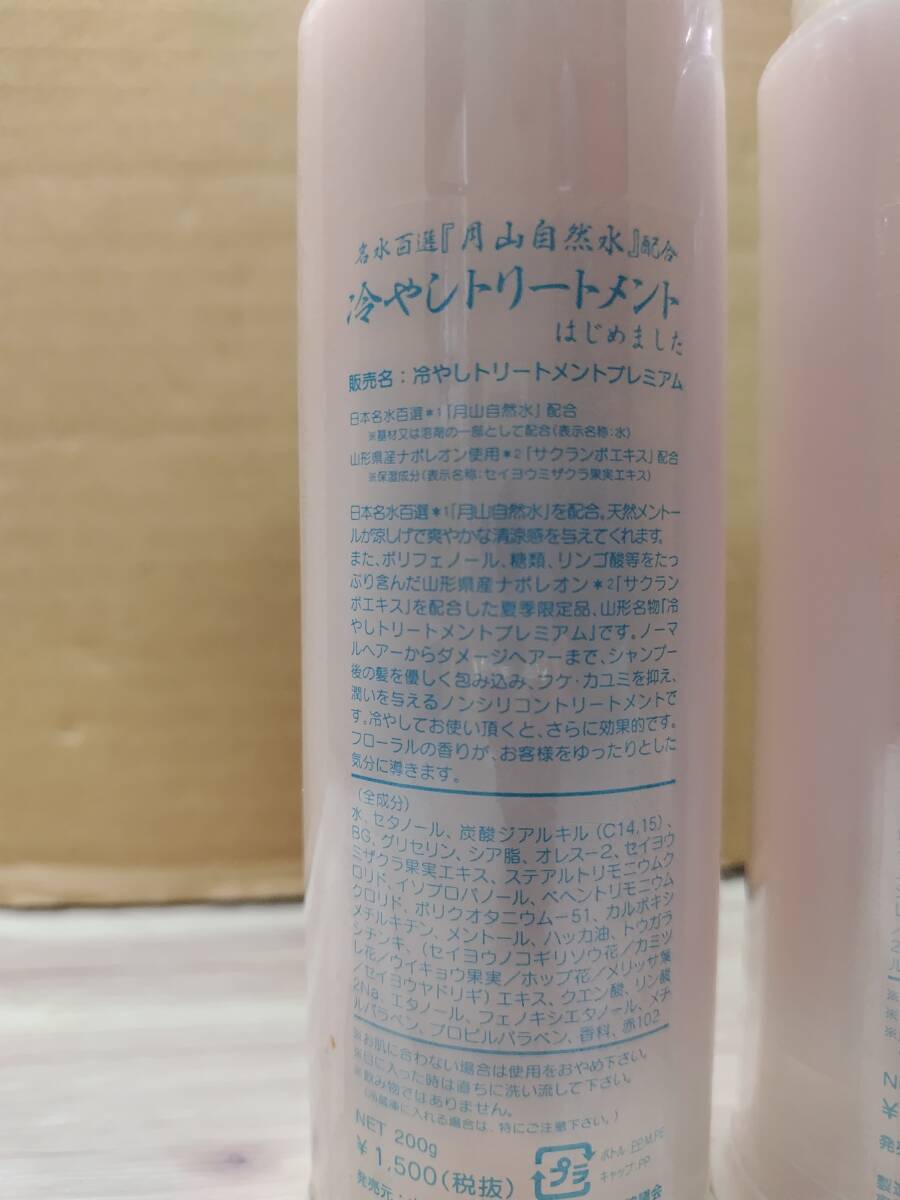 名水百選『月山自然水』配合
冷やしトリートメント
はじめました
販売名：冷やしトリートメントプレミアム
日本名水百選＊1「月山自然水」配合
※基材又は溶剤の一部として配合(表示名称：水)
山形県産ナポレオン使用＊2「サクランボエキス」配合
※保湿成分(表示名称：セイヨウミザクラ果実エキス)
日本名水百選＊1「月山自然水」を配合。天然メントー
ルが涼しげで爽やかな清涼感を与えてくれます。
また、ポリフェノール、糖類、リンゴ酸等をたっ
ぷり含んだ山形県産ナポレオン＊2「サクラン
ボエキス」を配合した夏季限定品、山形名物「冷
やしトリートメントプレミアム」です。ノーマ
ルヘアーからダメージヘアーまで、シャンプー
後の髪を優しく包み込み、フケ・カユミを抑え、
潤いを与えるノンシリコントリートメントで
す。冷やしてお使い頂くと、さらに効果的です。
フローラルの香りが、お客様をゆったりとした
気分に導きます。
(全成分)
水、セタノール、炭酸ジアルキル(C14,15)、
BG、グリセリン、シア脂、オレス－2、セイヨウ
ミザクラ果実エキス、ステアルトリモニウムク
ロリド、イソプロパノール、ベヘントリモニウム
クロリド、ポリクオタニウム－51、カルボキシ
メチルキチン、メントール、ハッカ油、トウガラ
シチンキ、(セイヨウノコギリソウ花／カミツ
レ花／ウイキョウ果実／ホップ花／メリッサ葉
／セイヨウヤドリギ)エキス、クエン酸、リン酸
2Na、エタノール、フェノキシエタノール、メチ
ルパラベン、プロピルパラベン、香料、赤102
※お肌に合わない場合は使用をおやめ下さい。
※目に入った時は直ちに洗い流して下さい。
※飲み物ではありません。
(冷蔵庫に入れる場合は、特にご注意下さい。)
NET 200g
￥1,500(税抜)
プラ
ボトル：PP,M,PE
キャップ：PP
発売元：
協議会